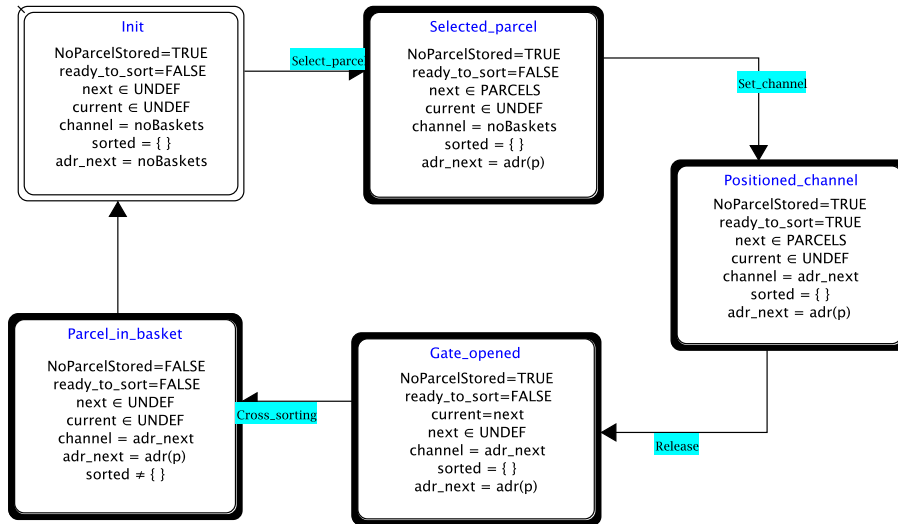 Init
NoParcelStored=TRUE
ready_to_sort=FALSE
next ∈ UNDEF
current ∈ UNDEF
channel = noBaskets
sorted = { }
adr_next = noBaskets
Select_parcel
Selected_parcel
NoParcelStored=TRUE
ready_to_sort=FALSE
next ∈ PARCELS
current ∈ UNDEF
channel = noBaskets
sorted = { }
adr_next = adr(p)
Set_channel
Positioned_channel
NoParcelStored=TRUE
ready_to_sort=TRUE
next ∈ PARCELS
current ∈ UNDEF
channel = adr_next
sorted = { }
adr_next = adr(p)
Release
Gate_opened
NoParcelStored=TRUE
ready_to_sort=FALSE
current=next
next ∈ UNDEF
channel = adr_next
sorted = { }
adr_next = adr(p)
Cross_sorting
Parcel_in_basket
NoParcelStored=FALSE
ready_to_sort=FALSE
next ∈ UNDEF
current ∈ UNDEF
channel = adr_next
adr_next = adr(p)
sorted ≠ { }